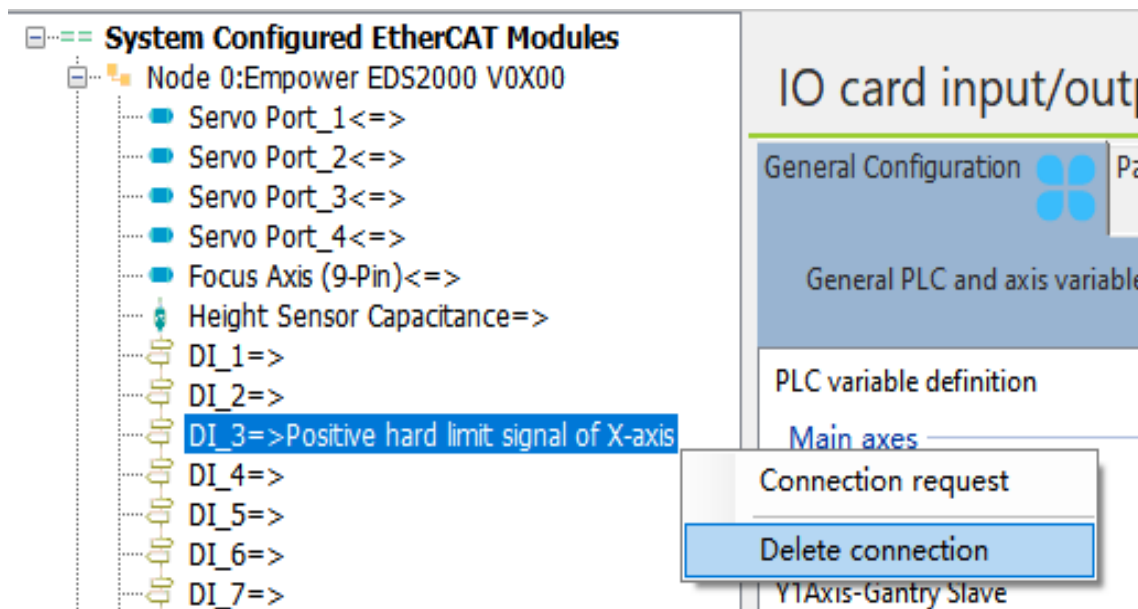 System Configured EtherCAT Modules
Node 0:Empower EDS2000 V0X00
Servo Port_1<=>
Servo Port_2<=>
Servo Port_3<=>
Servo Port_4<=>
Focus Axis (9-Pin)<=>
Height Sensor Capacitance=>
DI_1=>
DI_2=>
DI_3=>Positive hard limit signal of X-axis
DI_4=>
DI_5=>
DI_6=>
DI_7=>
IO card input/outp
General Configuration
Pa
General PLC and axis variable
PLC variable definition
Main axes
Connection request
Delete connection
Y1Axis-Gantry Slave